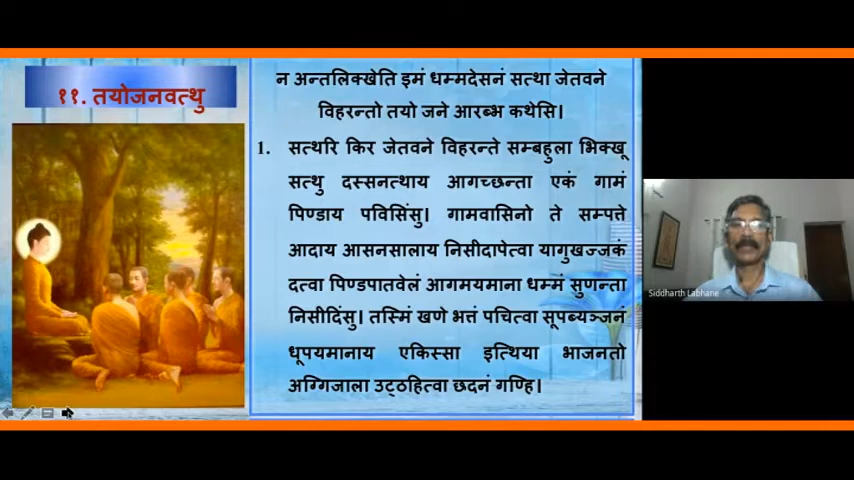 ११. तयोजनवत्थु
न अन्तलिक्खेति इमं धम्मदेसनं सत्था जेतवने
विहरन्तो तयो जने आरब्भ कथेसि।
1. सत्थरि किर जेतवने विहरन्ते सम्बहुला भिक्खू
सत्थु दस्सनत्थाय आगच्छन्ता एकं गामं
पिण्डाय पविसिंसु। गामवासिनो ते सम्पत्ते
आदाय आसनसालाय निसीदापेत्वा यागुखज्जकं
दत्वा पिण्डपातवेलं आगमयमाना धम्मं सुणन्ता
निसीदिंसु। तस्मिं खणे भत्तं पचित्वा सूपब्यञ्जनं
धूपयमानाय एकिस्सा इत्थिया भाजनतो
अग्गिजाला उट्ठहित्वा छदनं गण्हि।
Siddharth Labhane